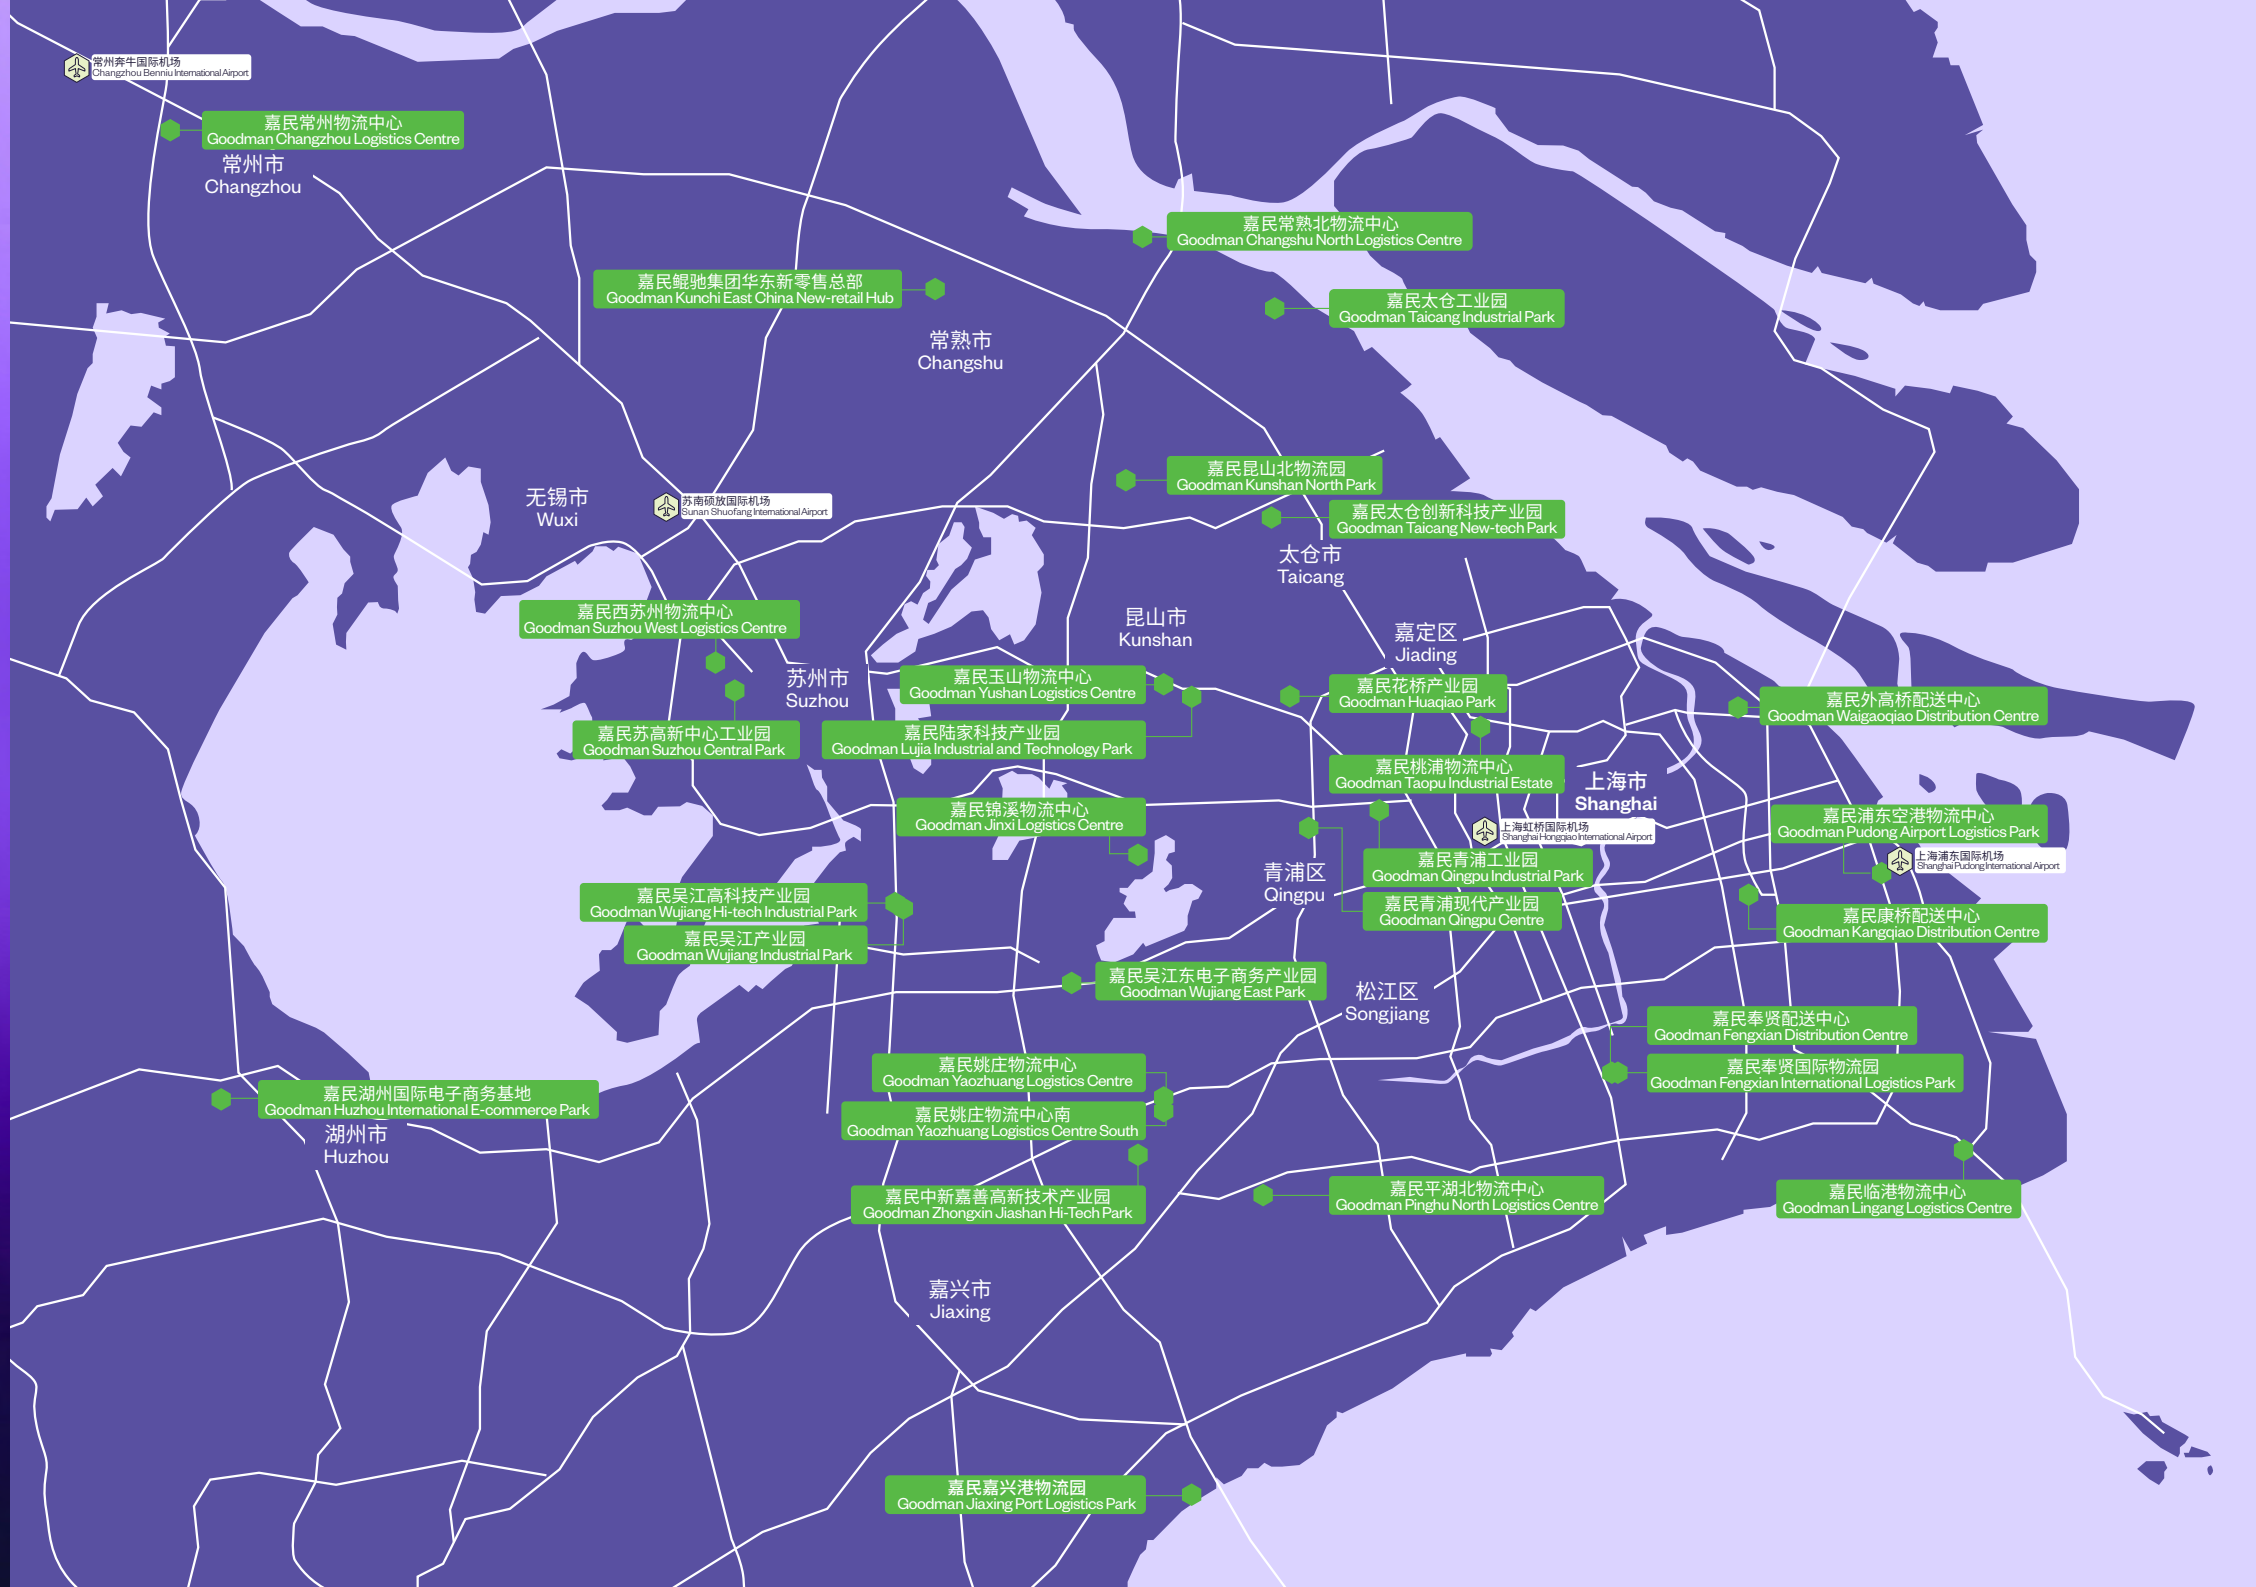 常州奔牛国际机场
Changzhou Benniu International Airport
嘉民常州物流中心
Goodman Changzhou Logistics Centre
常州市
Changzhou
嘉民常熟北物流中心
Goodman Changshu North Logistics Centre
嘉民鲲驰集团华东新零售总部
Goodman Kunchi East China New-retail Hub
嘉民太仓工业园
Goodman Taicang Industrial Park
常熟市
Changshu
嘉民昆山北物流园
Goodman Kunshan North Park
无锡市
Wuxi
苏南硕放国际机场
Sunan Shuofang International Airport
嘉民太仓创新科技产业园
Goodman Taicang New-tech Park
太仓市
Taicang
嘉民西苏州物流中心
Goodman Suzhou West Logistics Centre
昆山市
Kunshan
嘉定区
Jiading
苏州市
Suzhou
嘉民玉山物流中心
Goodman Yushan Logistics Centre
嘉民花桥产业园
Goodman Huaqiao Park
嘉民外高桥配送中心
Goodman Waigaoqiao Distribution Centre
嘉民苏高新中心工业园
Goodman Suzhou Central Park
嘉民陆家科技产业园
Goodman Lujia Industrial and Technology Park
嘉民桃浦物流中心
Goodman Taopu Industrial Estate
上海市
Shanghai
嘉民锦溪物流中心
Goodman Jinxi Logistics Centre
上海虹桥国际机场
Shanghai Hongqiao International Airport
嘉民浦东空港物流中心
Goodman Pudong Airport Logistics Park
上海浦东国际机场
Shanghai Pudong International Airport
青浦区
Qingpu
嘉民青浦工业园
Goodman Qingpu Industrial Park
嘉民吴江高科技产业园
Goodman Wujiang Hi-tech Industrial Park
嘉民青浦现代产业园
Goodman Qingpu Centre
嘉民康桥配送中心
Goodman Kangqiao Distribution Centre
嘉民吴江产业园
Goodman Wujiang Industrial Park
嘉民吴江东电子商务产业园
Goodman Wujiang East Park
松江区
Songjiang
嘉民奉贤配送中心
Goodman Fengxian Distribution Centre
嘉民姚庄物流中心
Goodman Yaozhuang Logistics Centre
嘉民奉贤国际物流园
Goodman Fengxian International Logistics Park
嘉民湖州国际电子商务基地
Goodman Huzhou International E-commerce Park
嘉民姚庄物流中心南
Goodman Yaozhuang Logistics Centre South
湖州市
Huzhou
嘉民中新嘉善高新技术产业园
Goodman Zhongxin Jiashan Hi-Tech Park
嘉民平湖北物流中心
Goodman Pinghu North Logistics Centre
嘉民临港物流中心
Goodman Lingang Logistics Centre
嘉兴市
Jiaxing
嘉民嘉兴港物流园
Goodman Jiaxing Port Logistics Park